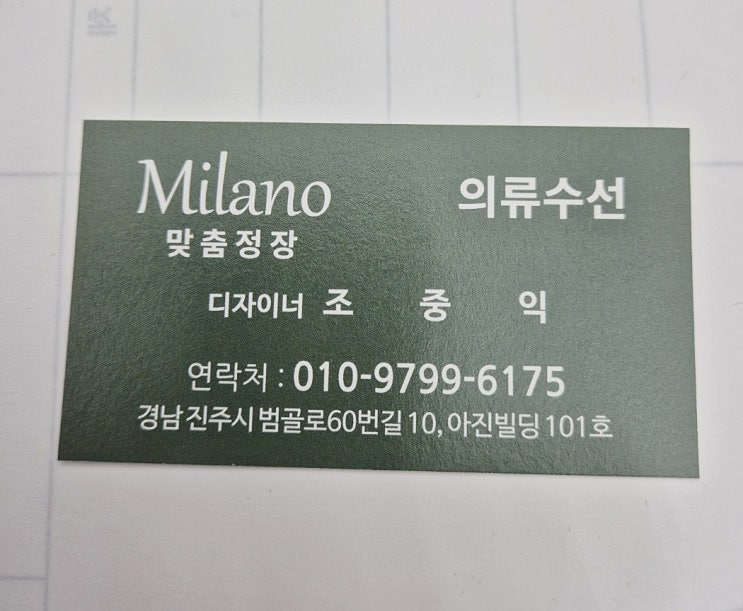 Milano 의류수선
맞춤정장
디자이너 조 중 익
연락처 : 010-9799-6175
경남 진주시 범골로60번길 10, 아진빌딩 101호